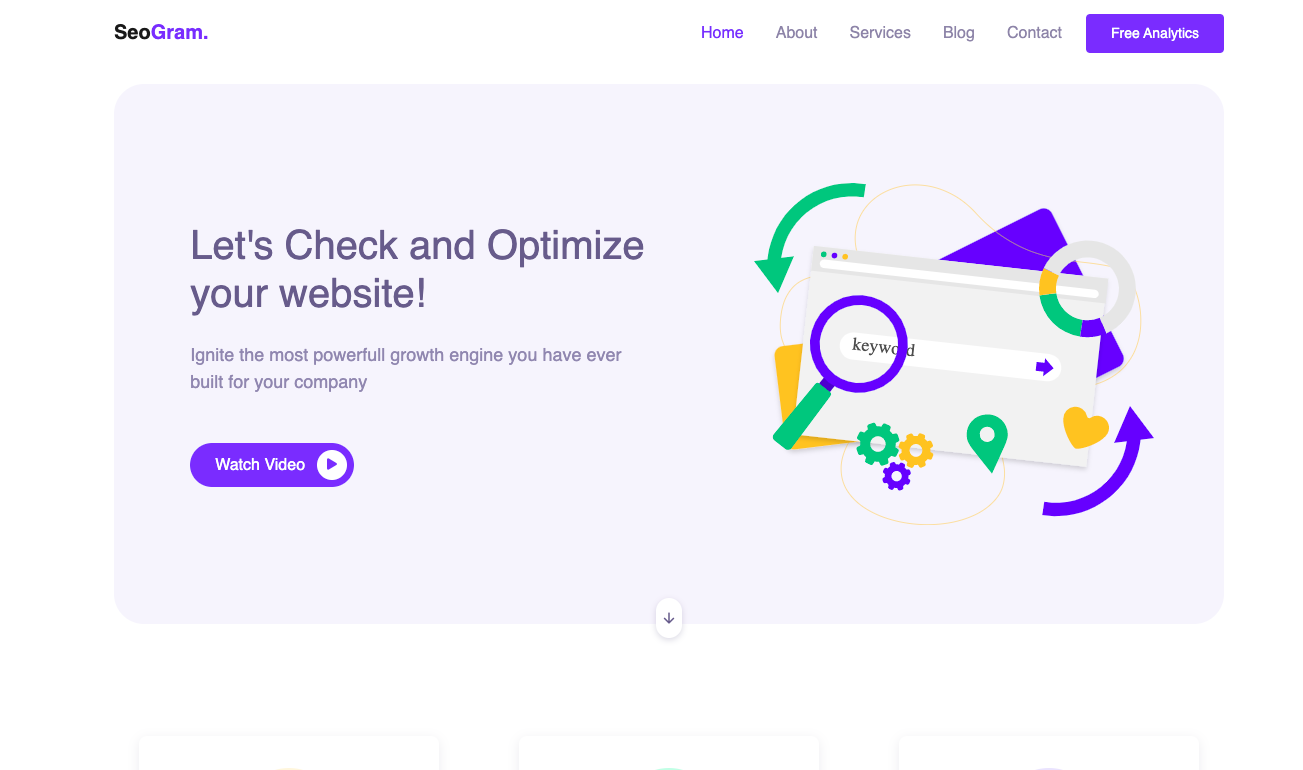 SeoGram.
Home
About
Services
Blog
Contact
Free Analytics
Let's Check and Optimize
your website!
Ignite the most powerfull growth engine you have ever
built for your company
Watch Video
keyword